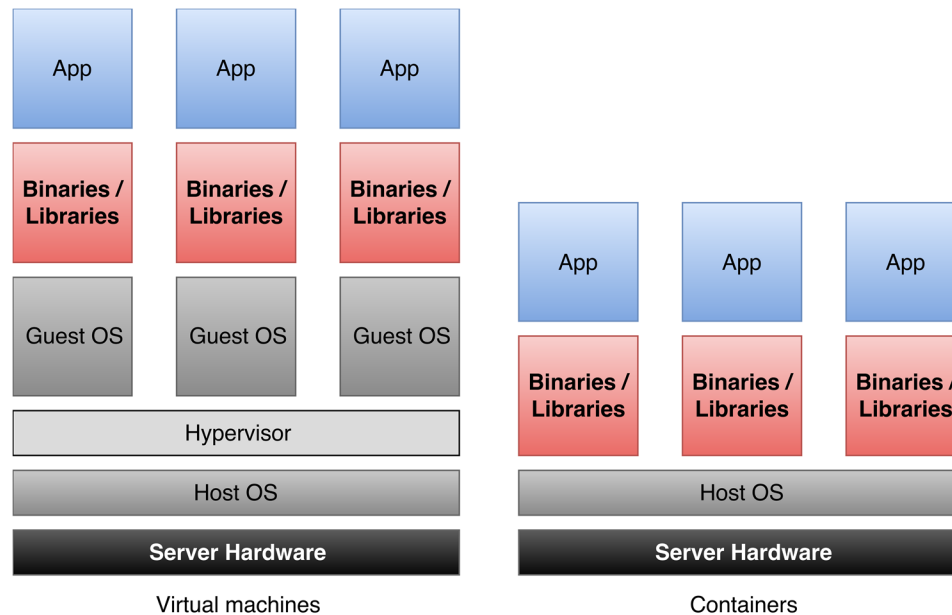 App
App
App
Binaries /
Libraries
Binaries /
Libraries
Binaries /
Libraries
Guest OS
Guest OS
Guest OS
Hypervisor
Host OS
Server Hardware
Virtual machines
App
App
App
Binaries /
Libraries
Binaries /
Libraries
Binaries /
Libraries
Host OS
Server Hardware
Containers